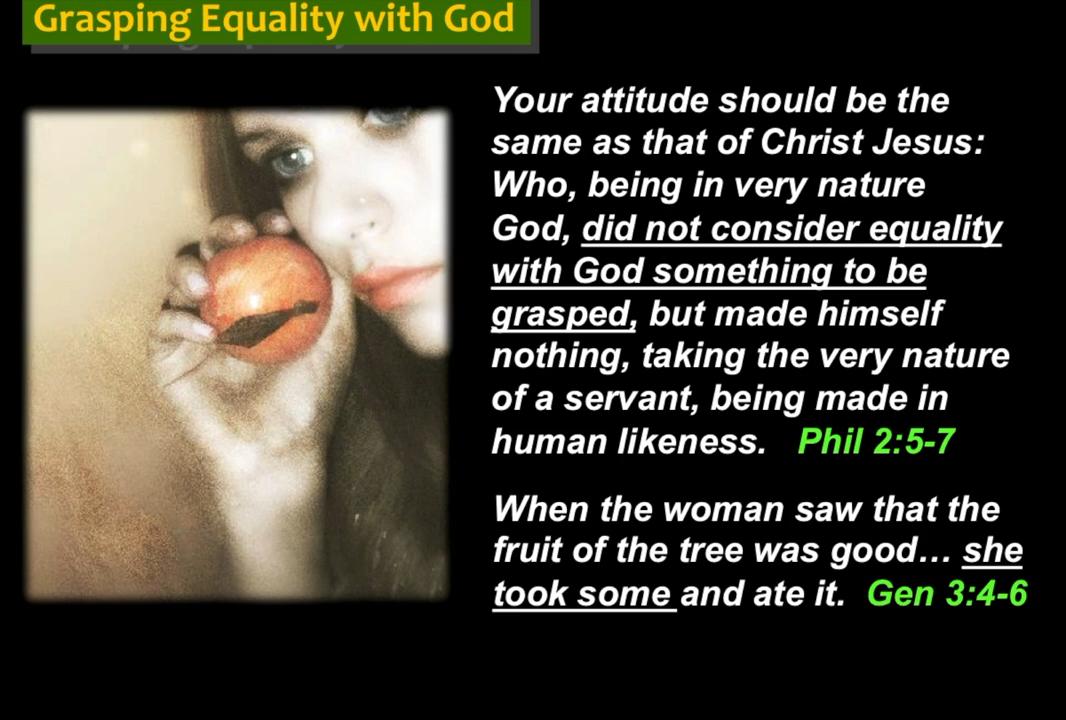 Grasping Equality with God
Your attitude should be the
same as that of Christ Jesus:
Who, being in very nature
God, did not consider equality
with God something to be
grasped, but made himself
nothing, taking the very nature
of a servant, being made in
human likeness. Phil 2:5-7
When the woman saw that the
fruit of the tree was good… she
took some and ate it. Gen 3:4-6